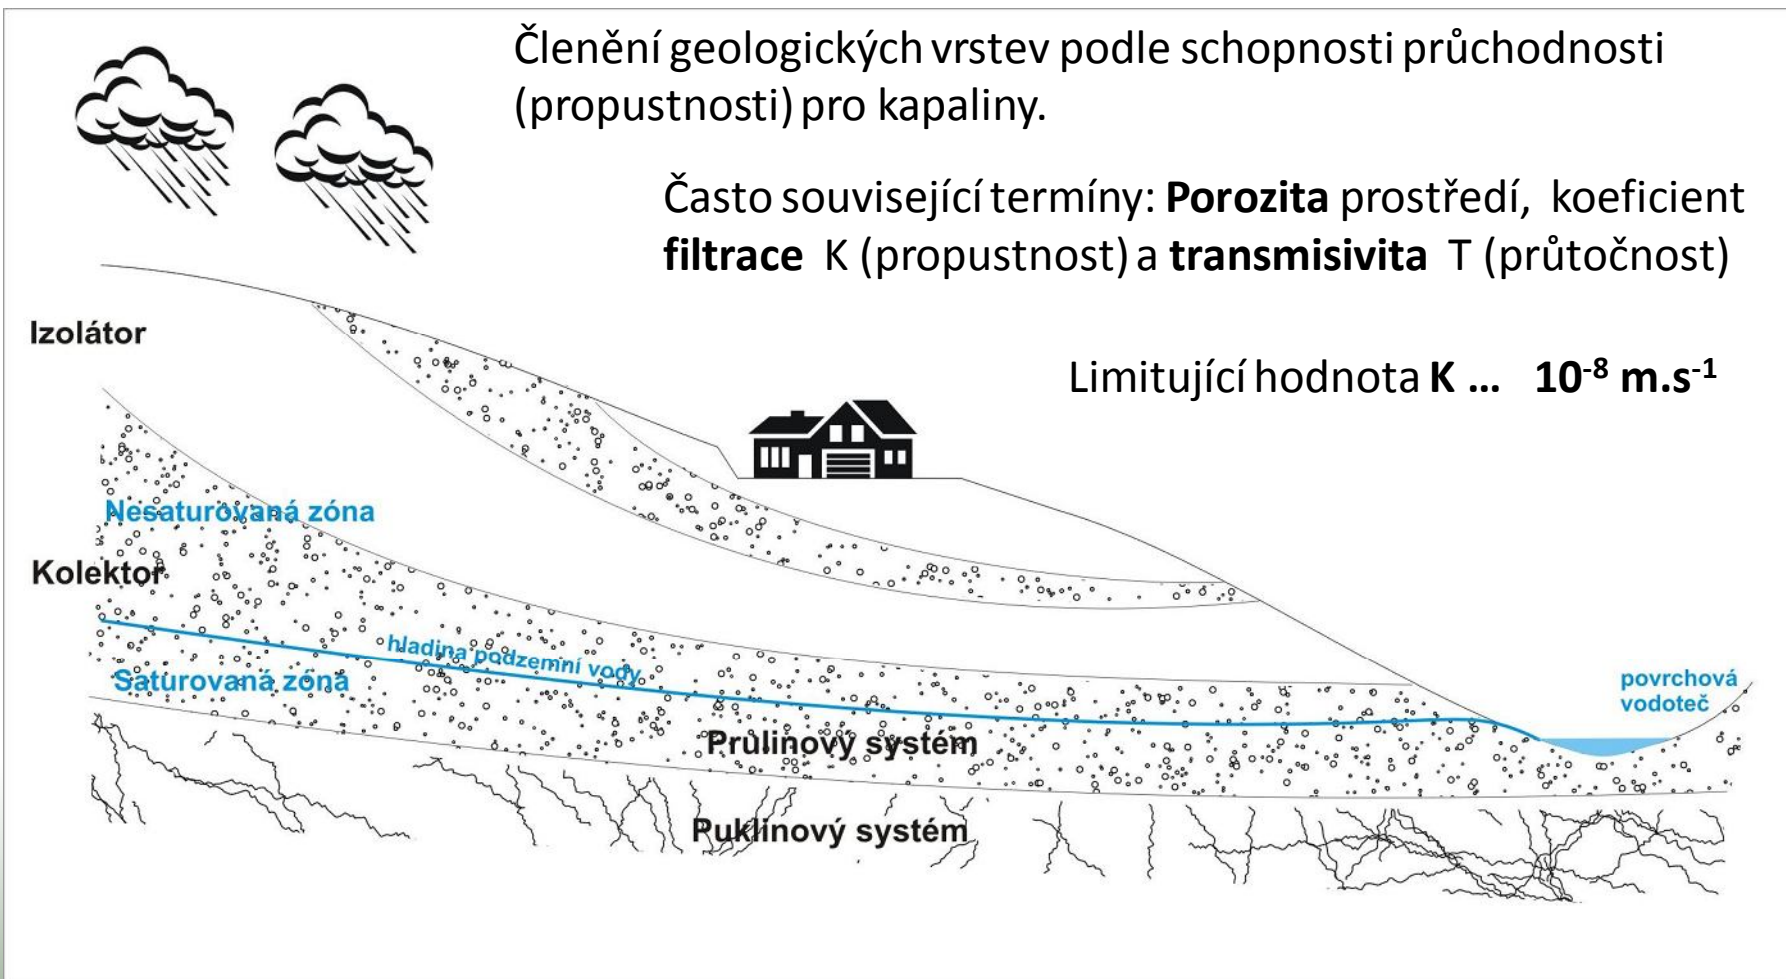 Členění geologických vrstev podle schopnosti průchodnosti
(propustnosti) pro kapaliny.
Často související termíny: Porozita prostředí, koeficient
filtrace K (propustnost) a transmisivita T (průtočnost)
Izolátor
Limitující hodnota K ... 10⁻⁸ m.s⁻¹
Nesaturovaná zóna
Kolektor
hladina podzemní vody
Saturovaná zóna
povrchová
vodoteč
Průlinový systém
Puklinový systém